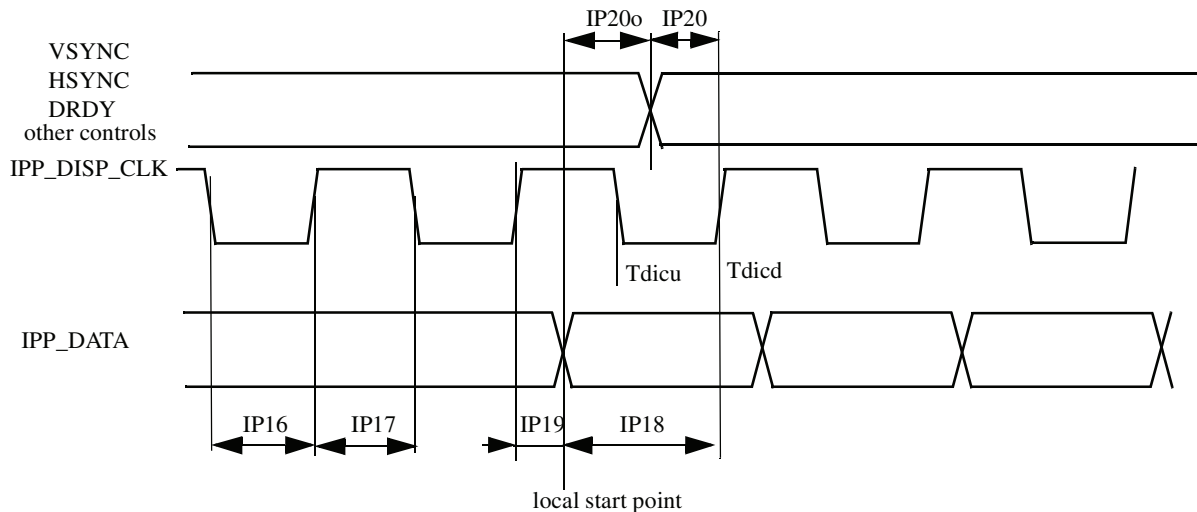 IP20o
IP20
VSYNC
HSYNC
DRDY
other controls
IPP_DISP_CLK
Tdicu
Tdicd
IPP_DATA
IP16
IP17
IP19
IP18
local start point